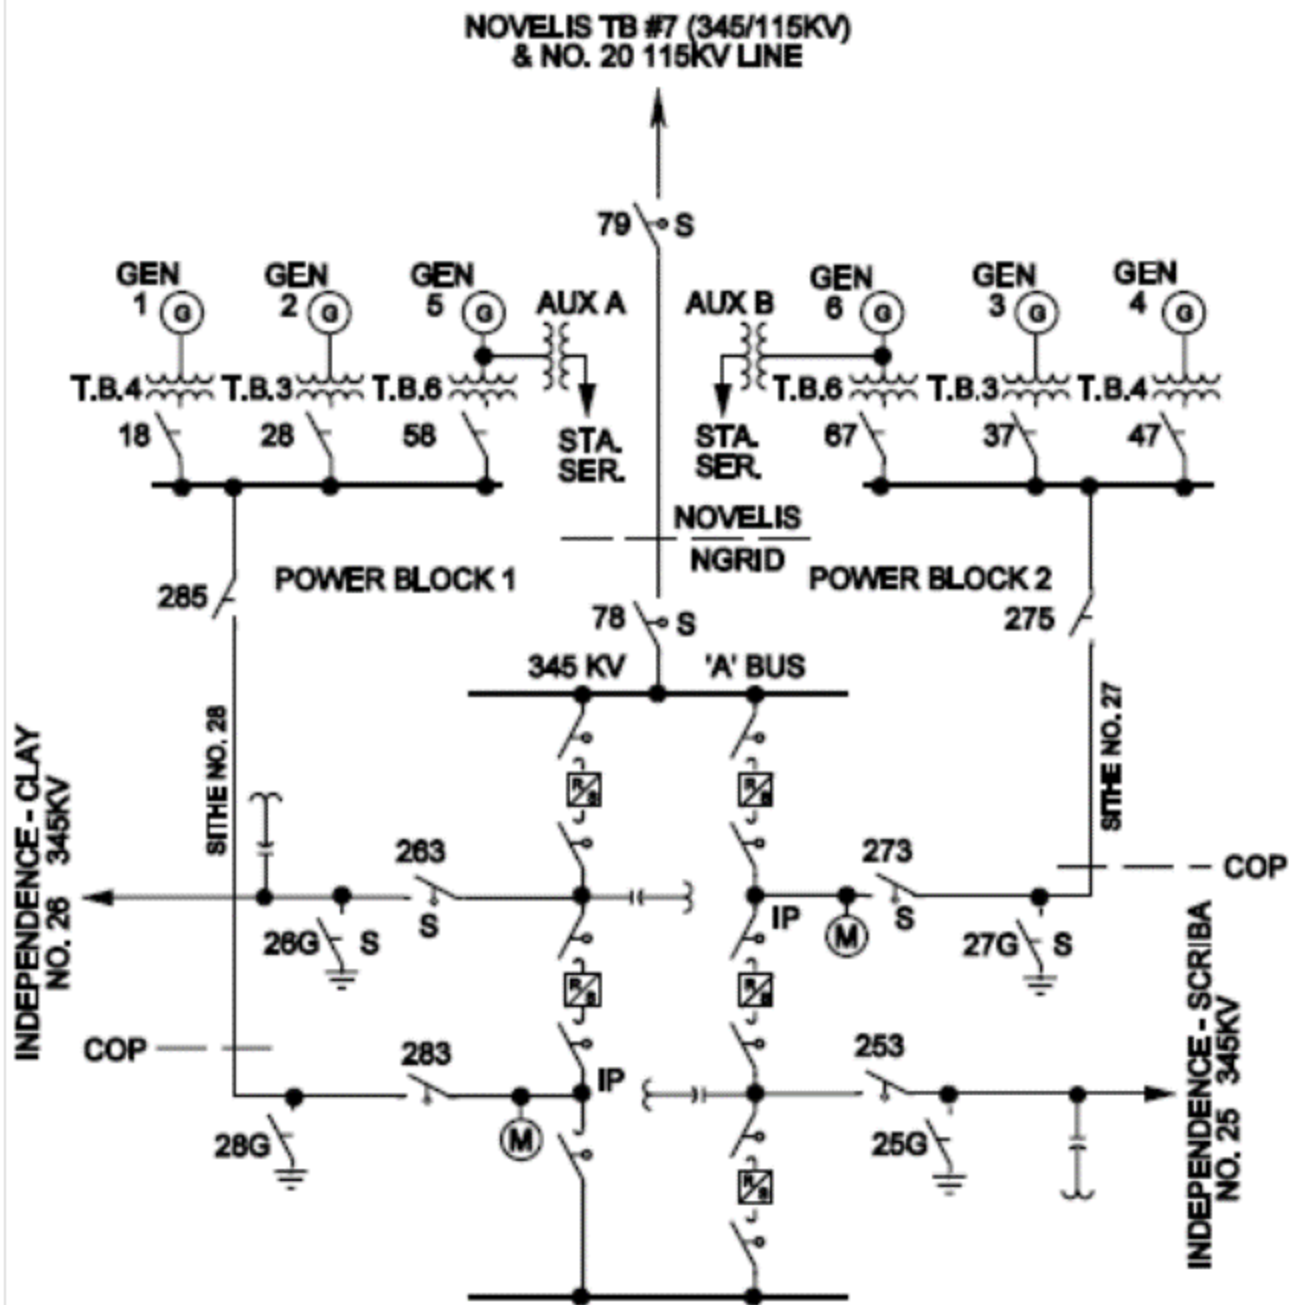 NOVELIS TB #7 (345/115KV)
& NO. 20 115KV LINE
79 S
GEN
1 G
GEN
2 G
GEN
5 G
AUX A
AUX B
GEN
6 G
GEN
3 G
GEN
4 G
T.B.4
T.B.3
T.B.6
T.B.6
T.B.3
T.B.4
18
28
58
STA.
SER.
STA.
SER.
67
37
47
NOVELIS
NGRID
285
POWER BLOCK 1
POWER BLOCK 2
275
78 S
345 KV 'A' BUS
SITHE NO. 28
SITHE NO. 27
R/B
R/B
INDEPENDENCE - CLAY
NO. 26 345KV
263
S
273
S
COP
26G S
IP
M
27G S
R/B
R/B
INDEPENDENCE - SCRIBA
NO. 25 345KV
COP
283
IP
253
28G
M
25G
R/B